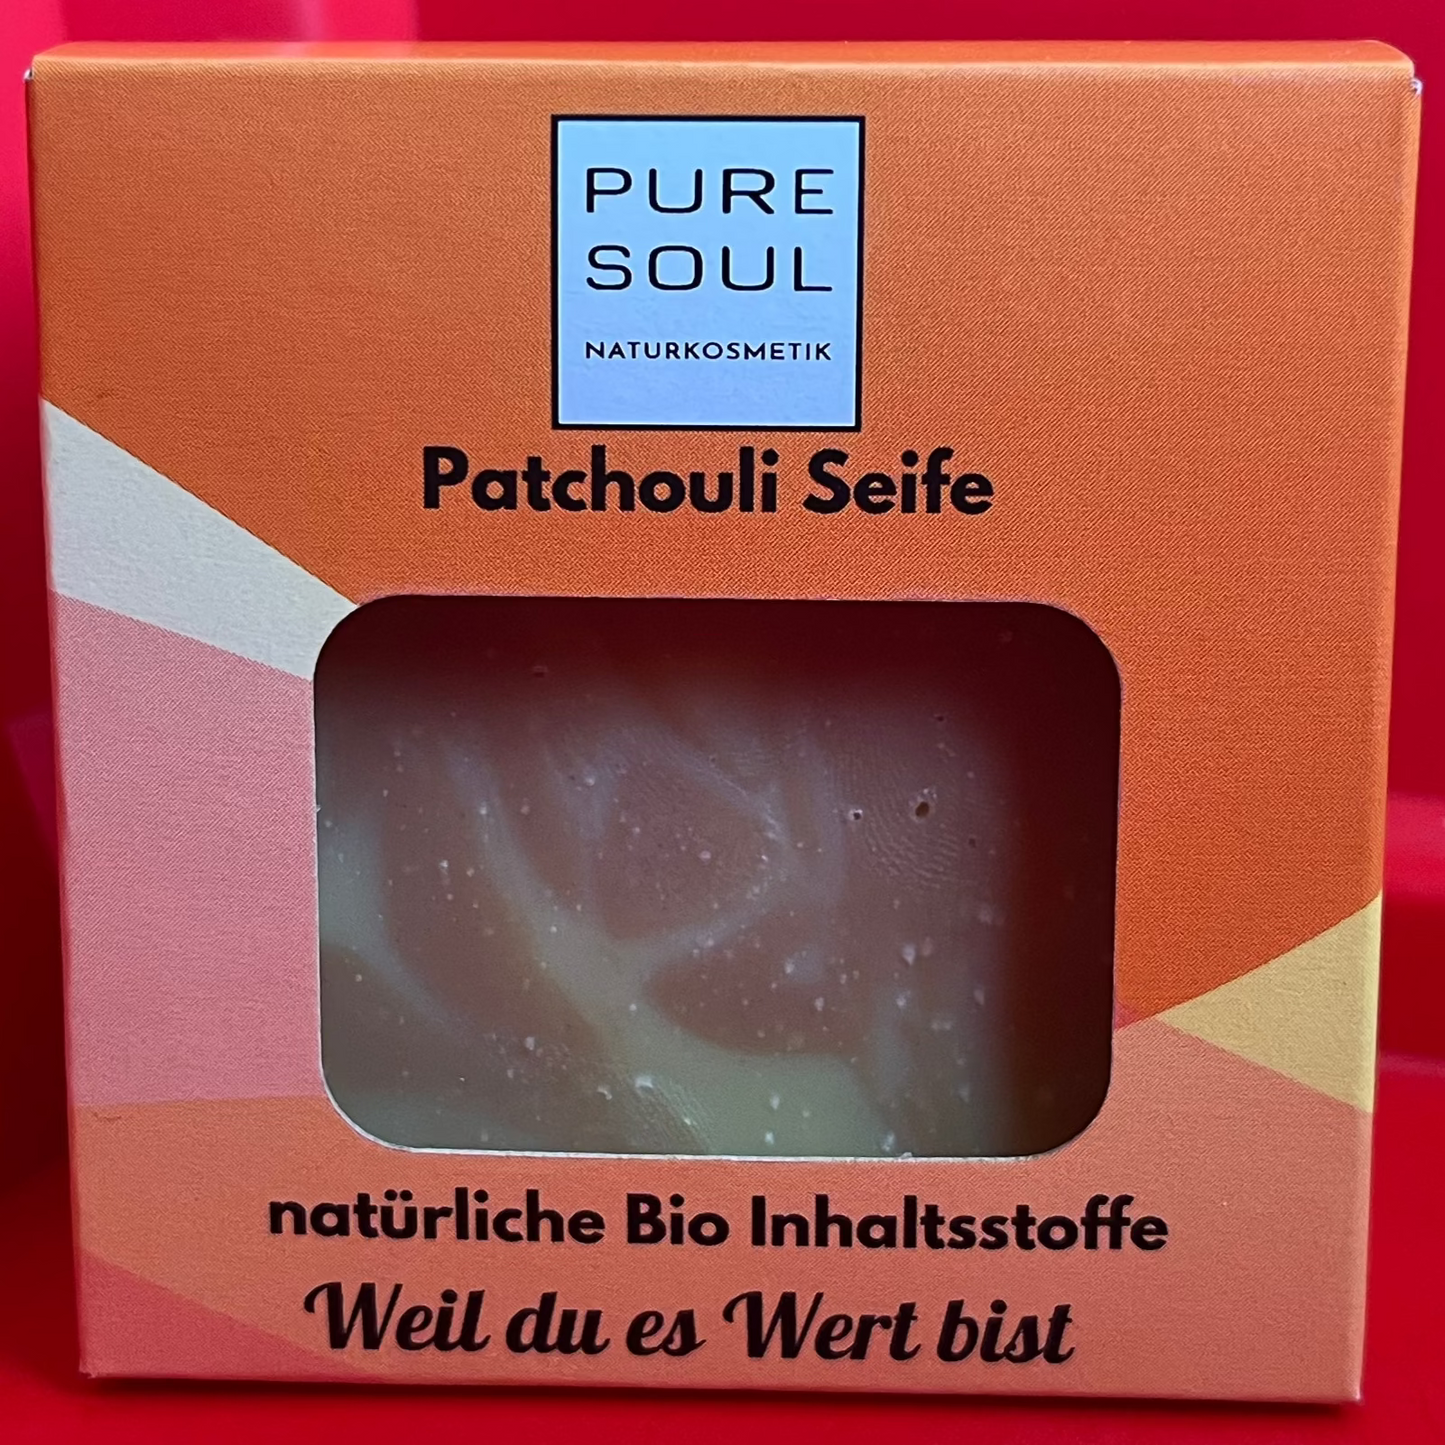 PURE
SOUL
NATURKOSMETIK
Patchouli Seife
natürliche Bio Inhaltsstoffe
Weil du es Wert bist